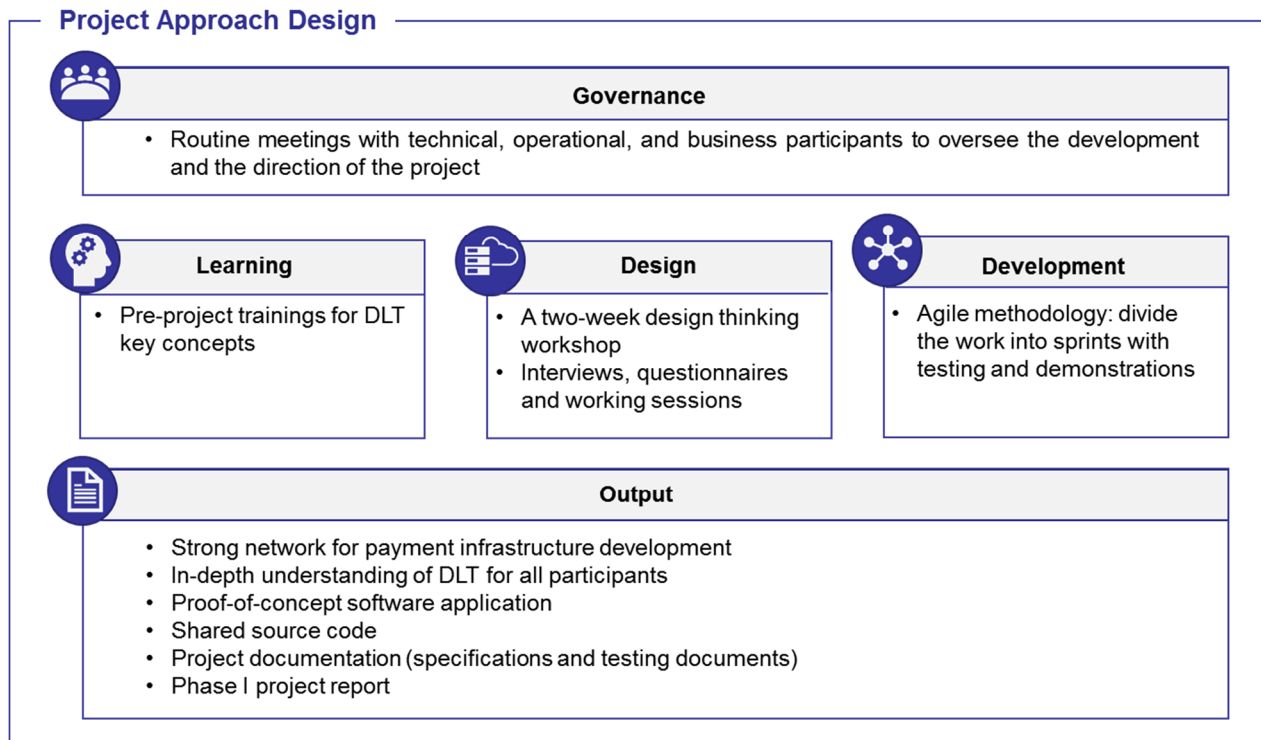 Project Approach Design
Governance
• Routine meetings with technical, operational, and business participants to oversee the development
and the direction of the project
Learning
• Pre-project trainings for DLT
key concepts
Design
• A two-week design thinking
workshop
• Interviews, questionnaires
and working sessions
Development
• Agile methodology: divide
the work into sprints with
testing and demonstrations
Output
• Strong network for payment infrastructure development
• In-depth understanding of DLT for all participants
• Proof-of-concept software application
• Shared source code
• Project documentation (specifications and testing documents)
• Phase I project report